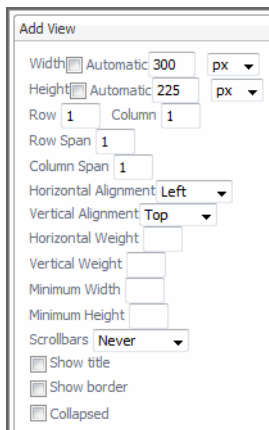 Add View
Width Automatic 300 px
Height Automatic 225 px
Row 1 Column 1
Row Span 1
Column Span 1
Horizontal Alignment Left
Vertical Alignment Top
Horizontal Weight
Vertical Weight
Minimum Width
Minimum Height
Scrollbars Never
Show title
Show border
Collapsed